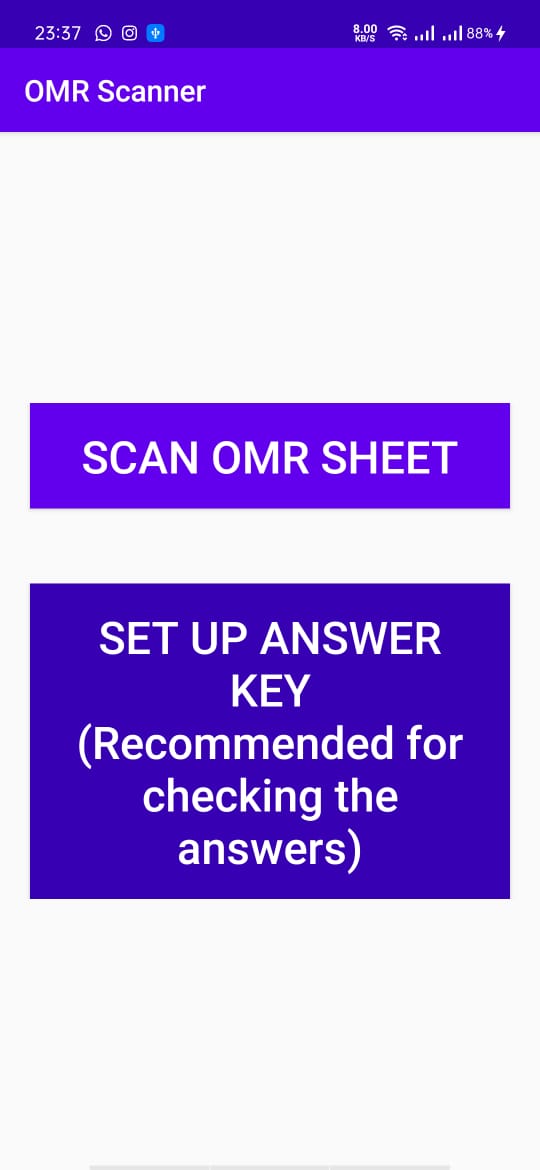 23:37 8.00 KB/S 88%
OMR Scanner
SCAN OMR SHEET
SET UP ANSWER
KEY
(Recommended for
checking the
answers)